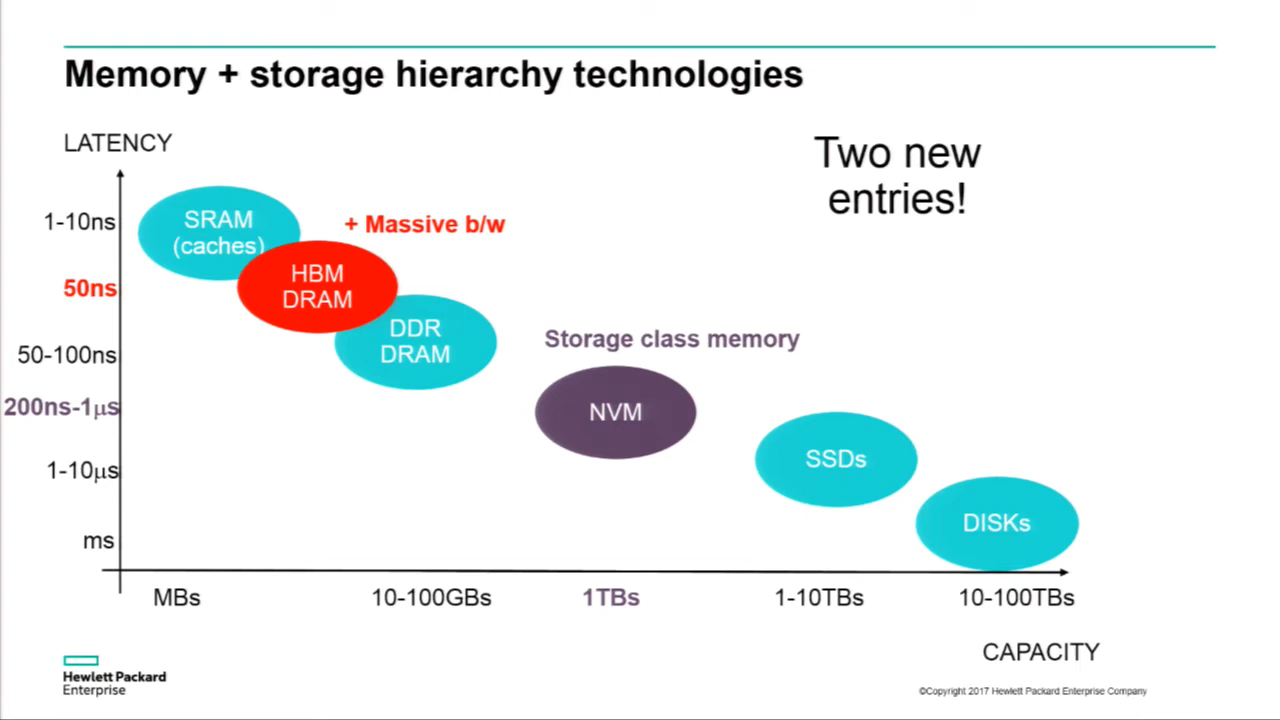 Memory + storage hierarchy technologies
LATENCY
Two new
entries!
1-10ns
SRAM
(caches)
+ Massive b/w
50ns
HBM
DRAM
50-100ns
DDR
DRAM
Storage class memory
200ns-1μs
NVM
1-10μs
SSDs
ms
DISKs
MBs
10-100GBs
1TBs
1-10TBs
10-100TBs
CAPACITY
Hewlett Packard
Enterprise
©Copyright 2017 Hewlett Packard Enterprise Company